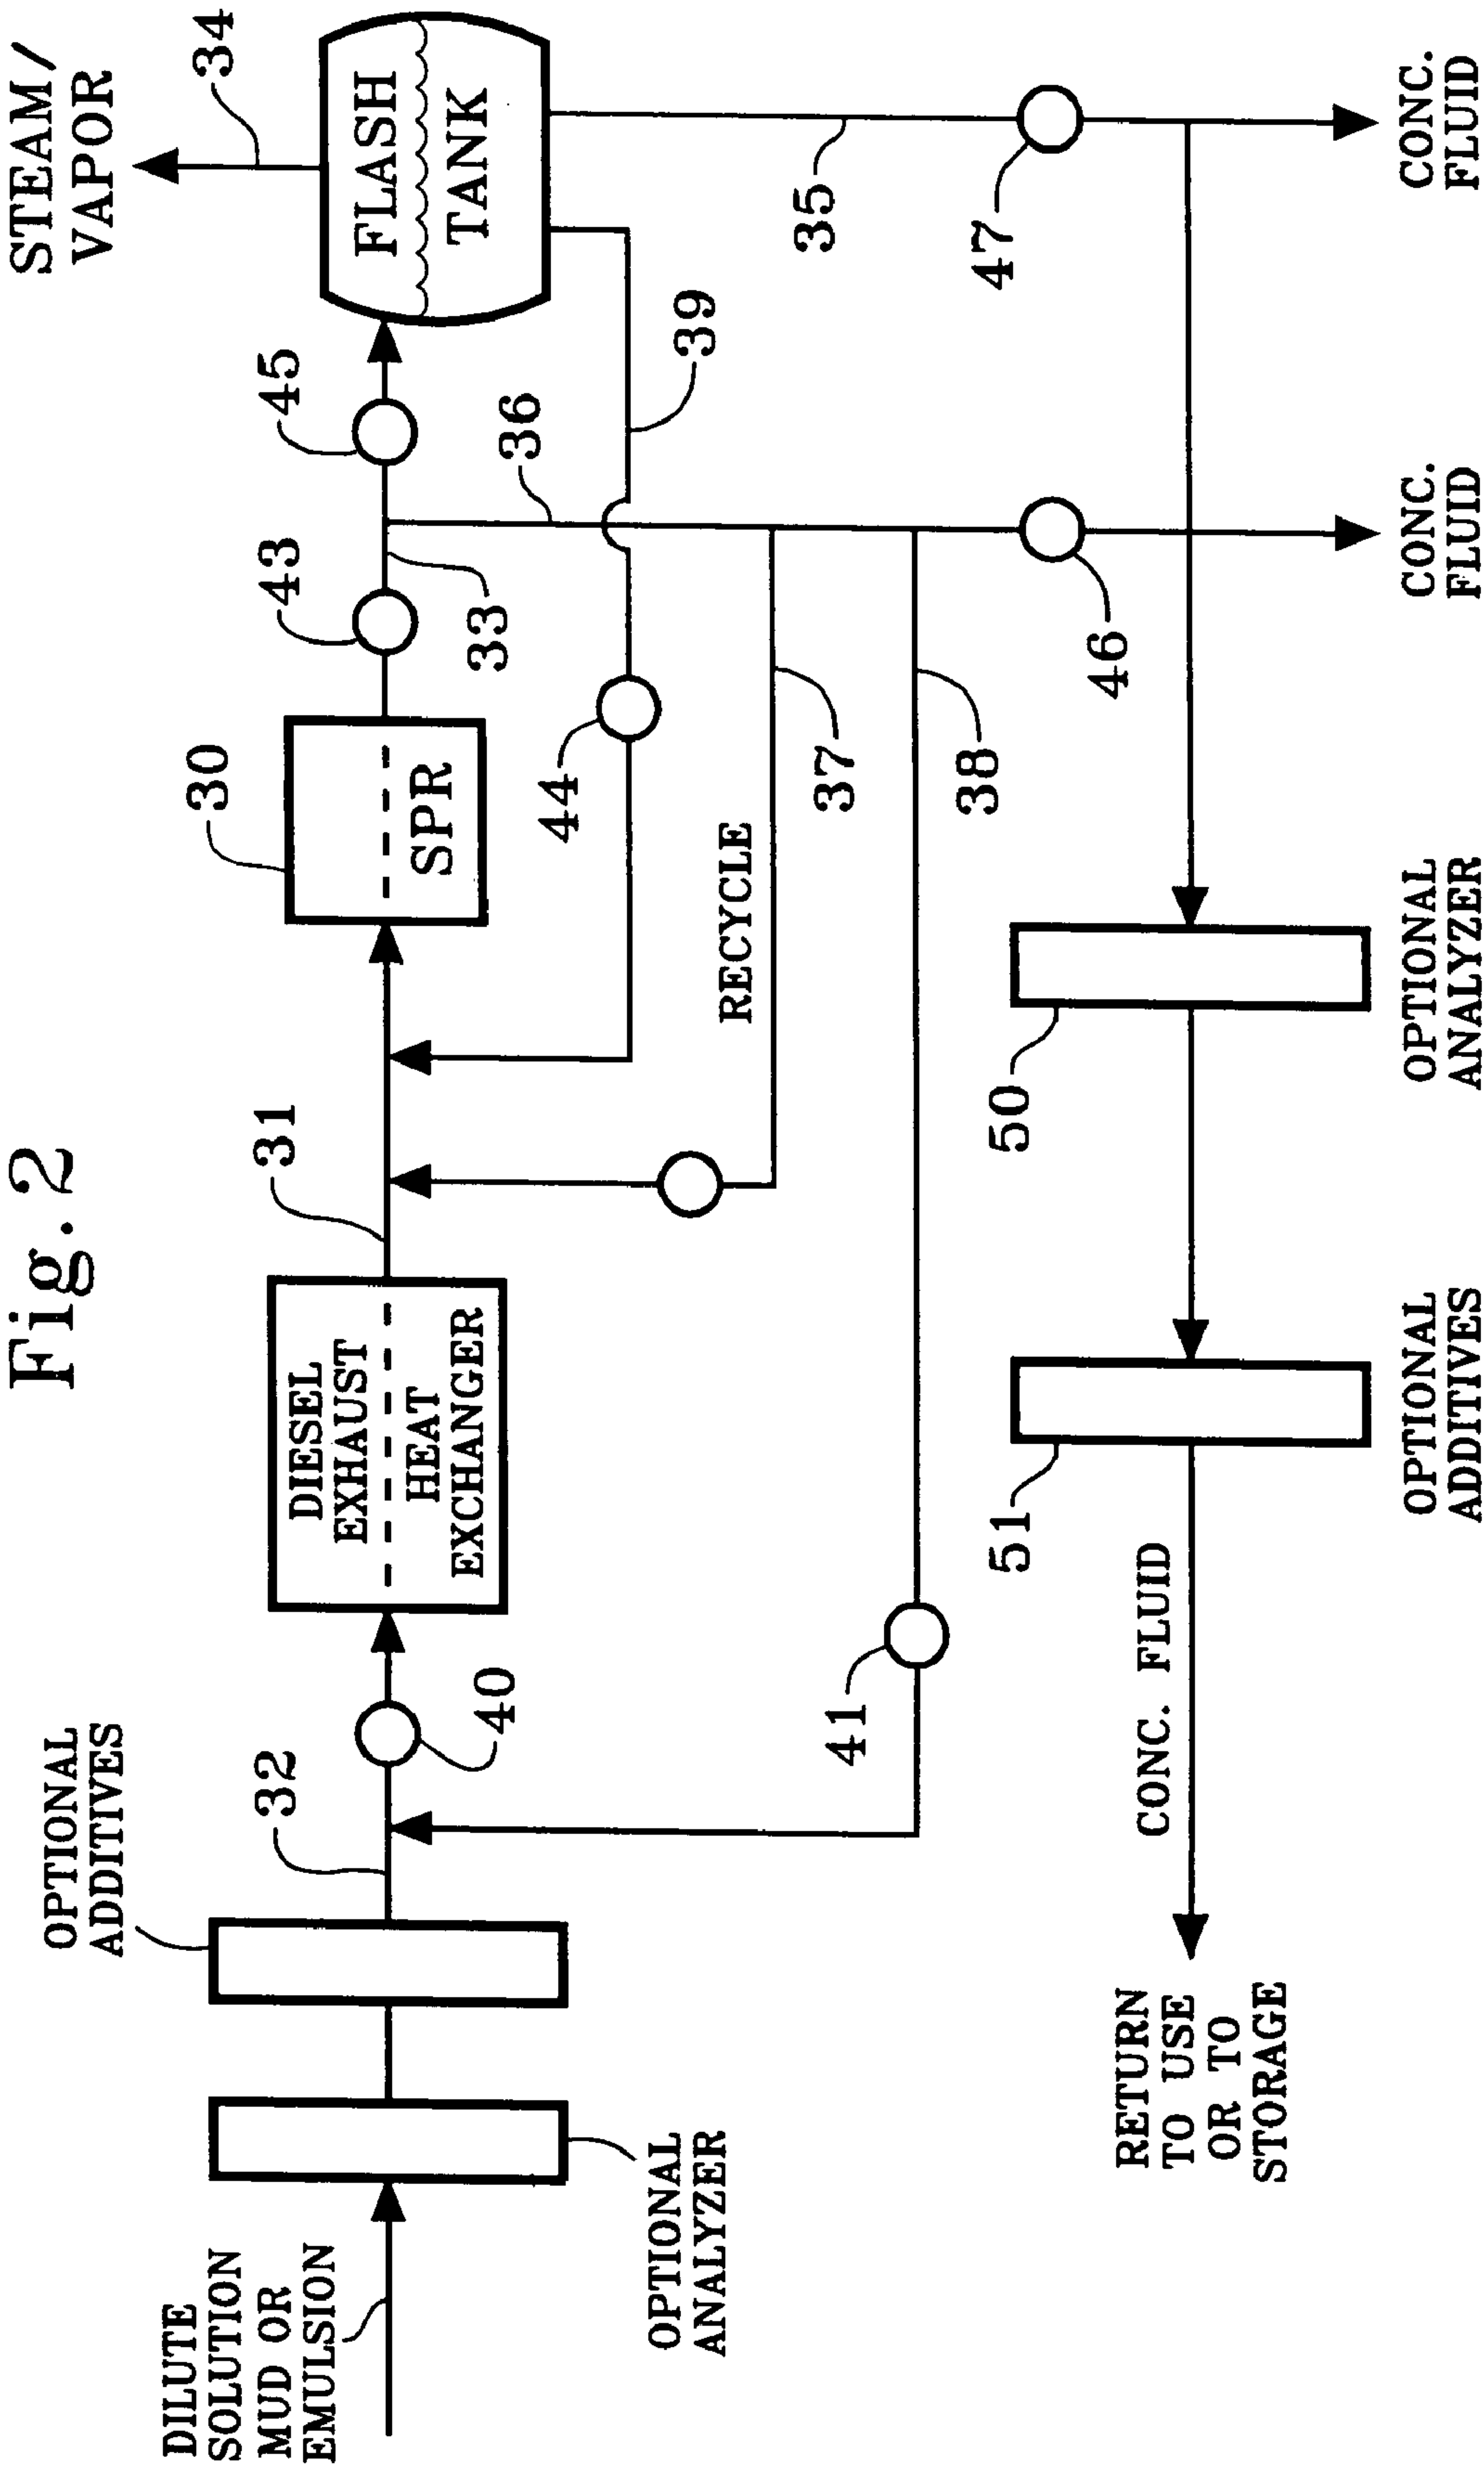 Fig. 2
STEAM/
VAPOR
34
OPTIONAL
ADDITIVES
DILUTE
SOLUTION
MUD OR
EMULSION
32
40
DIESEL
EXHAUST
HEAT
EXCHANGER
31
30
SPR
43
33
45
FLASH
TANK
36
39
44
OPTIONAL
ANALYZER
RECYCLE
37
35
41
38
47
46
50
51
CONC. FLUID
RETURN
TO USE
OR TO
STORAGE
OPTIONAL
ADDITIVES
OPTIONAL
ANALYZER
CONC.
FLUID
CONC.
FLUID